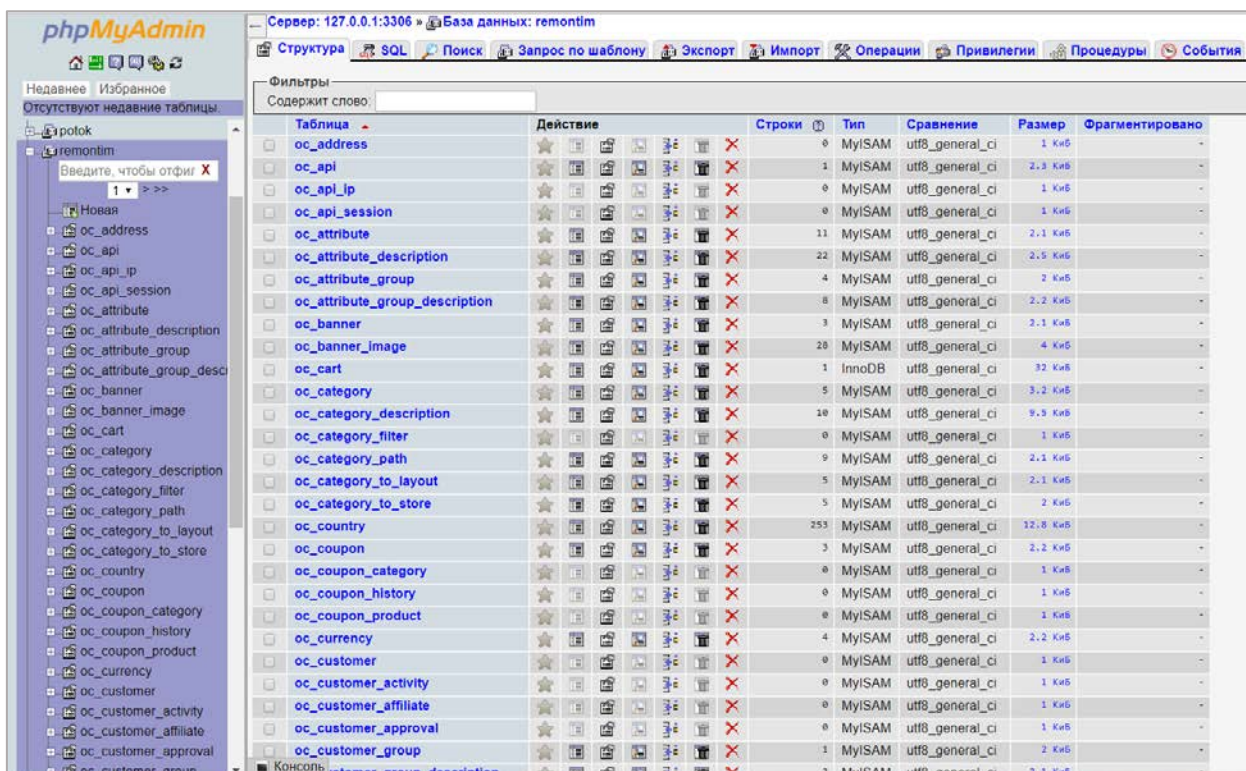 phpMyAdmin
Недавнее Избранное
Отсутствуют недавние таблицы.
potok
remontim
Введите, чтобы отфиг X
1 > >>
Новая
oc_address
oc_api
oc_api_ip
oc_api_session
oc_attribute
oc_attribute_description
oc_attribute_group
oc_attribute_group_descr
oc_banner
oc_banner_image
oc_cart
oc_category
oc_category_description
oc_category_filter
oc_category_path
oc_category_to_layout
oc_category_to_store
oc_country
oc_coupon
oc_coupon_category
oc_coupon_history
oc_coupon_product
oc_currency
oc_customer
oc_customer_activity
oc_customer_affiliate
oc_customer_approval
oc_customer_group
Сервер: 127.0.0.1:3306 » База данных: remontim
Структура SQL Поиск Запрос по шаблону Экспорт Импорт Операции Привилегии Процедуры События
Фильтры
Содержит слово:
Таблица Действие Строки Тип Сравнение Размер Фрагментировано
oc_address 0 MyISAM utf8_general_ci 1 КиБ -
oc_api 1 MyISAM utf8_general_ci 2.3 КиБ -
oc_api_ip 0 MyISAM utf8_general_ci 1 КиБ -
oc_api_session 0 MyISAM utf8_general_ci 1 КиБ -
oc_attribute 11 MyISAM utf8_general_ci 2.1 КиБ -
oc_attribute_description 22 MyISAM utf8_general_ci 2.5 КиБ -
oc_attribute_group 4 MyISAM utf8_general_ci 2 КиБ -
oc_attribute_group_description 8 MyISAM utf8_general_ci 2.2 КиБ -
oc_banner 3 MyISAM utf8_general_ci 2.1 КиБ -
oc_banner_image 28 MyISAM utf8_general_ci 4 КиБ -
oc_cart 1 InnoDB utf8_general_ci 32 КиБ -
oc_category 5 MyISAM utf8_general_ci 3.2 КиБ -
oc_category_description 10 MyISAM utf8_general_ci 9.5 КиБ -
oc_category_filter 0 MyISAM utf8_general_ci 1 КиБ -
oc_category_path 9 MyISAM utf8_general_ci 2.1 КиБ -
oc_category_to_layout 5 MyISAM utf8_general_ci 2.1 КиБ -
oc_category_to_store 5 MyISAM utf8_general_ci 2 КиБ -
oc_country 253 MyISAM utf8_general_ci 12.8 КиБ -
oc_coupon 3 MyISAM utf8_general_ci 2.2 КиБ -
oc_coupon_category 0 MyISAM utf8_general_ci 1 КиБ -
oc_coupon_history 0 MyISAM utf8_general_ci 1 КиБ -
oc_coupon_product 0 MyISAM utf8_general_ci 1 КиБ -
oc_currency 4 MyISAM utf8_general_ci 2.2 КиБ -
oc_customer 0 MyISAM utf8_general_ci 1 КиБ -
oc_customer_activity 0 MyISAM utf8_general_ci 1 КиБ -
oc_customer_affiliate 0 MyISAM utf8_general_ci 1 КиБ -
oc_customer_approval 0 MyISAM utf8_general_ci 1 КиБ -
oc_customer_group 1 MyISAM utf8_general_ci 2 КиБ -
Консоль